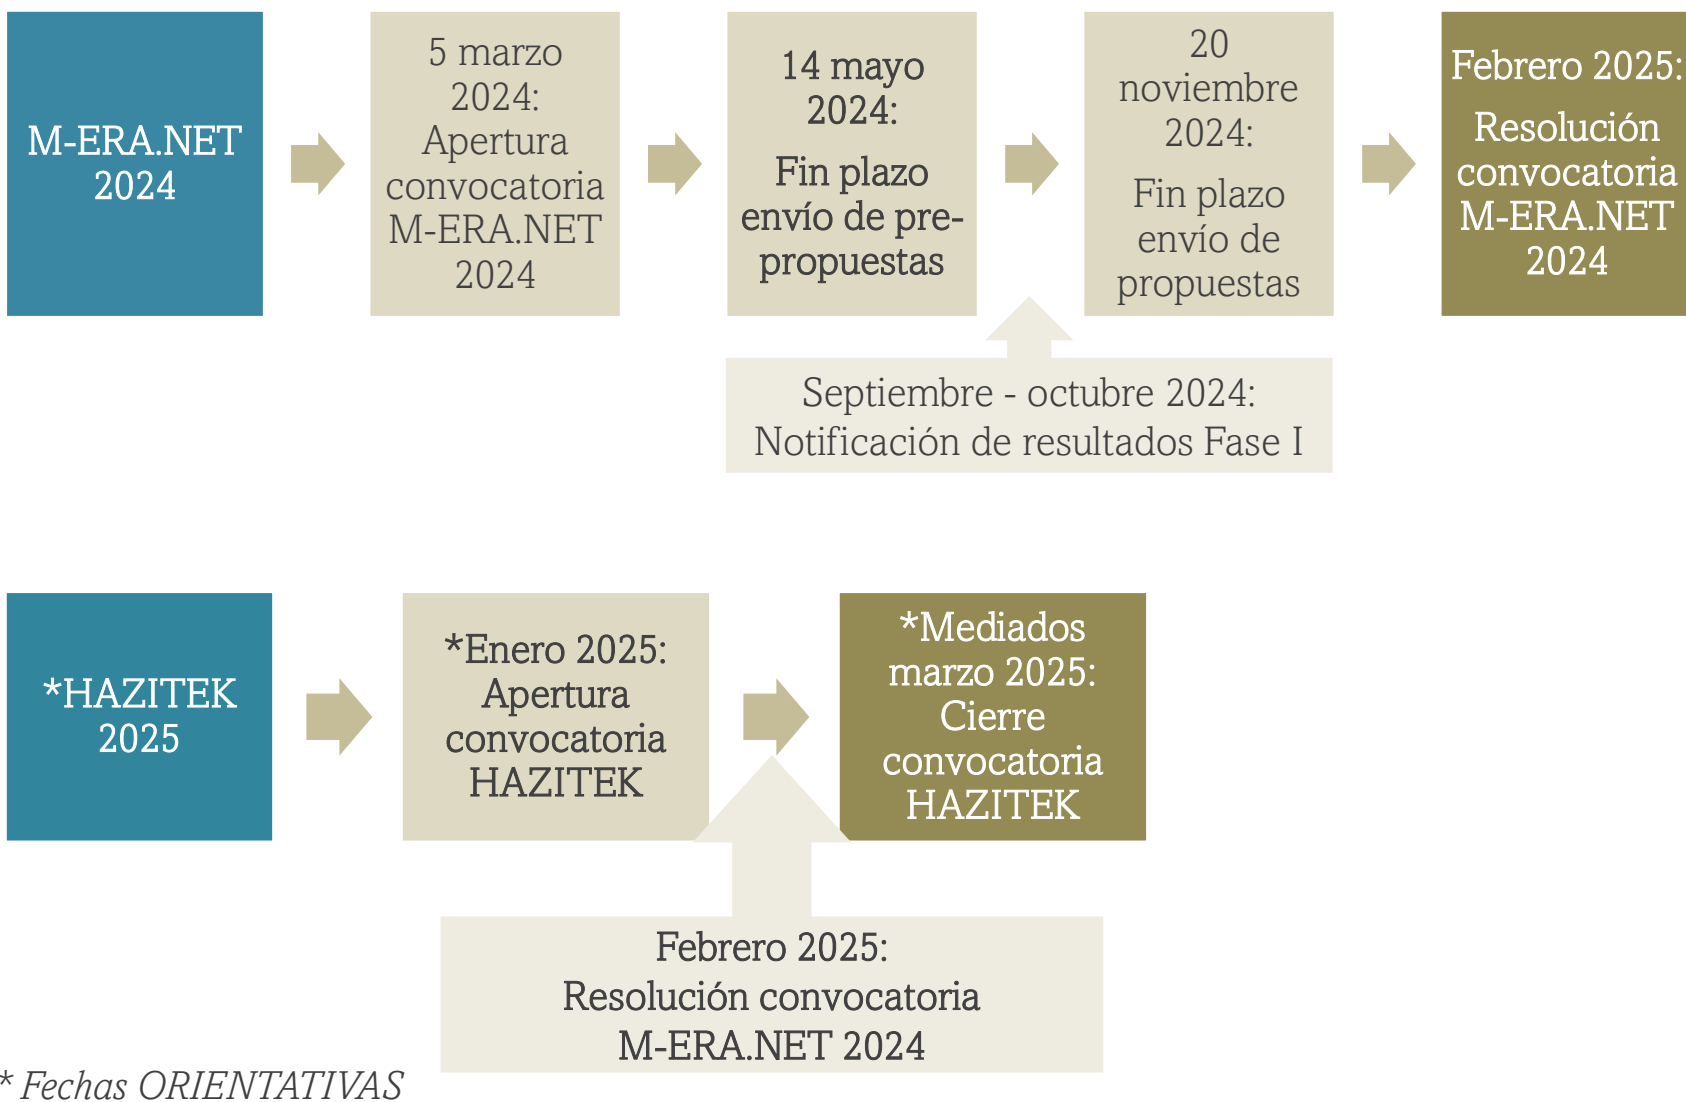 M-ERA.NET
2024
5 marzo
2024:
Apertura
convocatoria
M-ERA.NET
2024
14 mayo
2024:
Fin plazo
envío de pre-
propuestas
20
noviembre
2024:
Fin plazo
envío de
propuestas
Febrero 2025:
Resolución
convocatoria
M-ERA.NET
2024
Septiembre - octubre 2024:
Notificación de resultados Fase I
*HAZITEK
2025
*Enero 2025:
Apertura
convocatoria
HAZITEK
*Mediados
marzo 2025:
Cierre
convocatoria
HAZITEK
Febrero 2025:
Resolución convocatoria
M-ERA.NET 2024
* Fechas ORIENTATIVAS